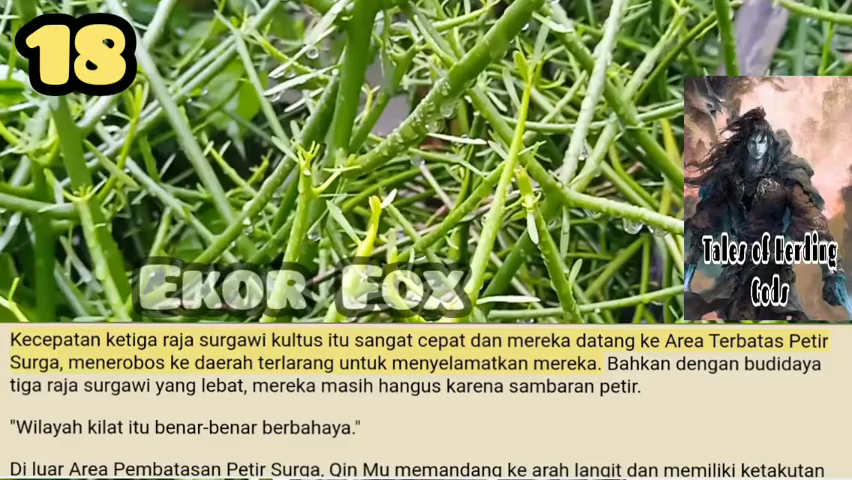 18
Tales of Herding
Gods
Ekor Fox
Kecepatan ketiga raja surgawi kultus itu sangat cepat dan mereka datang ke Area Terbatas Petir
Surga, menerobos ke daerah terlarang untuk menyelamatkan mereka. Bahkan dengan budidaya
tiga raja surgawi yang lebat, mereka masih hangus karena sambaran petir.
"Wilayah kilat itu benar-benar berbahaya."
Di luar Area Pembatasan Petir Surga, Qin Mu memandang ke arah langit dan memiliki ketakutan